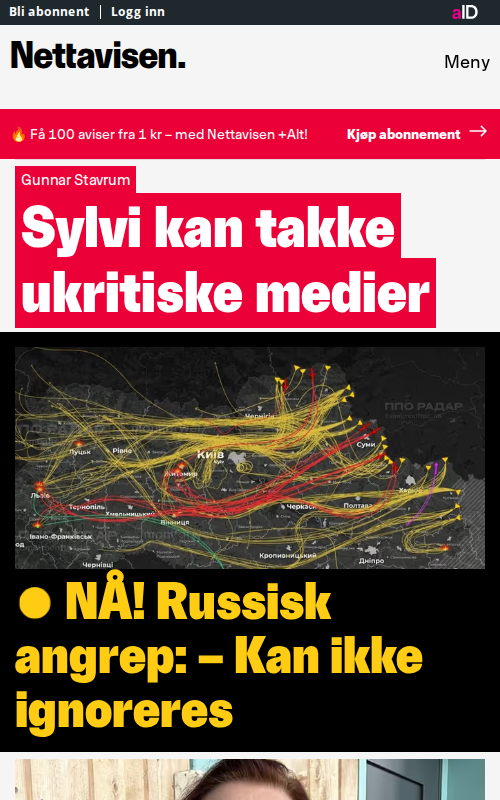 Bli abonnent
Logg inn
aID
Nettavisen.
Meny
Få 100 aviser fra 1 kr – med Nettavisen +Alt!
Kjøp abonnement →
Gunnar Stavrum
Sylvi kan takke
ukritiske medier
ППО РАДАР
Чернігів
Суми
Луцьк
Рівне
Київ
Житомир
Львів
Тернопіль
Хмельницький
Вінниця
Черкаси
Полтава
Івано-Франківськ
Кропивницький
Дніпро
Чернівці
NÅ! Russisk
angrep: – Kan ikke
ignoreres